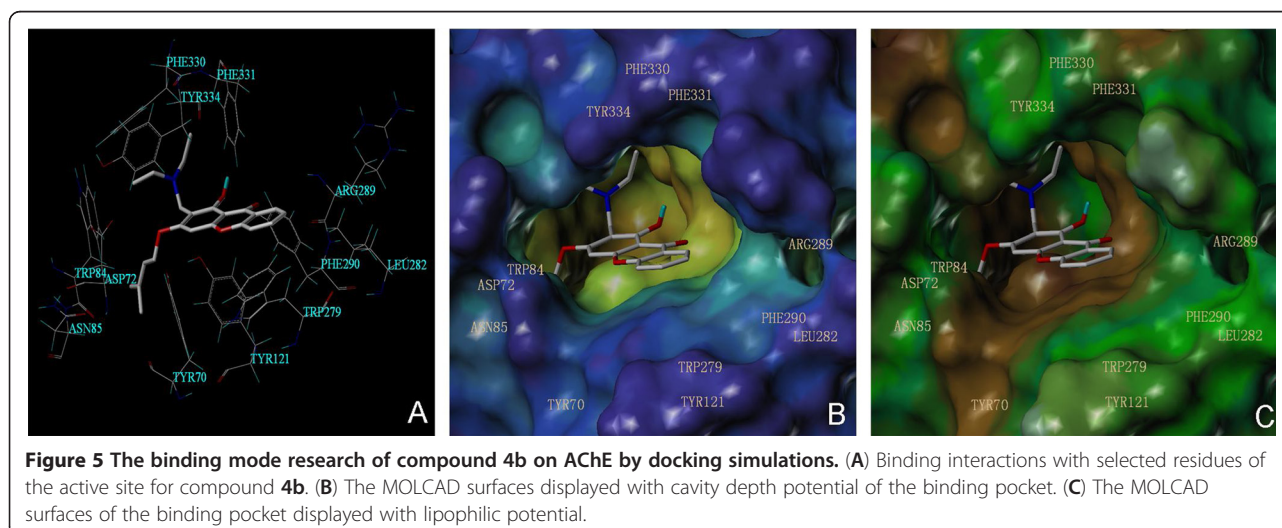 PHE330
PHE331
TYR334
ARG289
TRP84
ASP72
PHE290
LEU282
ASN85
TRP279
TYR121
TYR70
A
PHE330
PHE331
TYR334
ARG289
TRP84
ASP72
ASN85
PHE290
LEU282
TRP279
TYR70
TYR121
B
PHE330
PHE331
TYR334
ARG289
TRP84
ASP72
ASN85
PHE290
LEU282
TRP279
TYR70
TYR121
C
Figure 5 The binding mode research of compound 4b on AChE by docking simulations. (A) Binding interactions with selected residues of
the active site for compound 4b. (B) The MOLCAD surfaces displayed with cavity depth potential of the binding pocket. (C) The MOLCAD
surfaces of the binding pocket displayed with lipophilic potential.